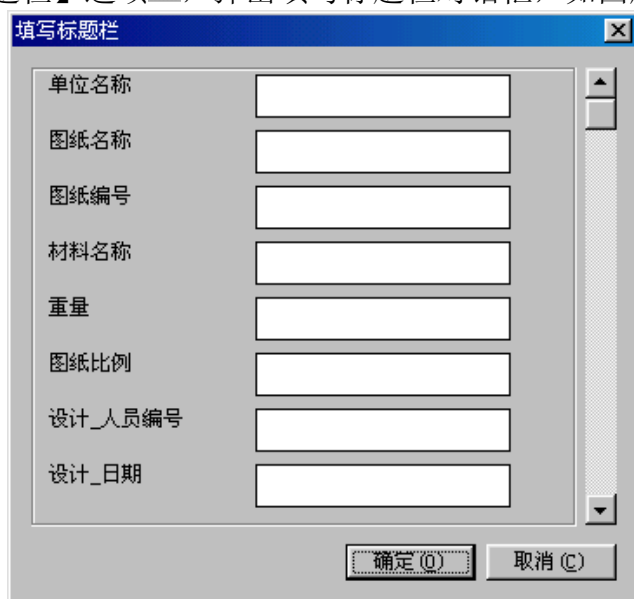 填写标题栏
单位名称
图纸名称
图纸编号
材料名称
重量
图纸比例
设计_人员编号
设计_日期
确定(O) 取消(C)